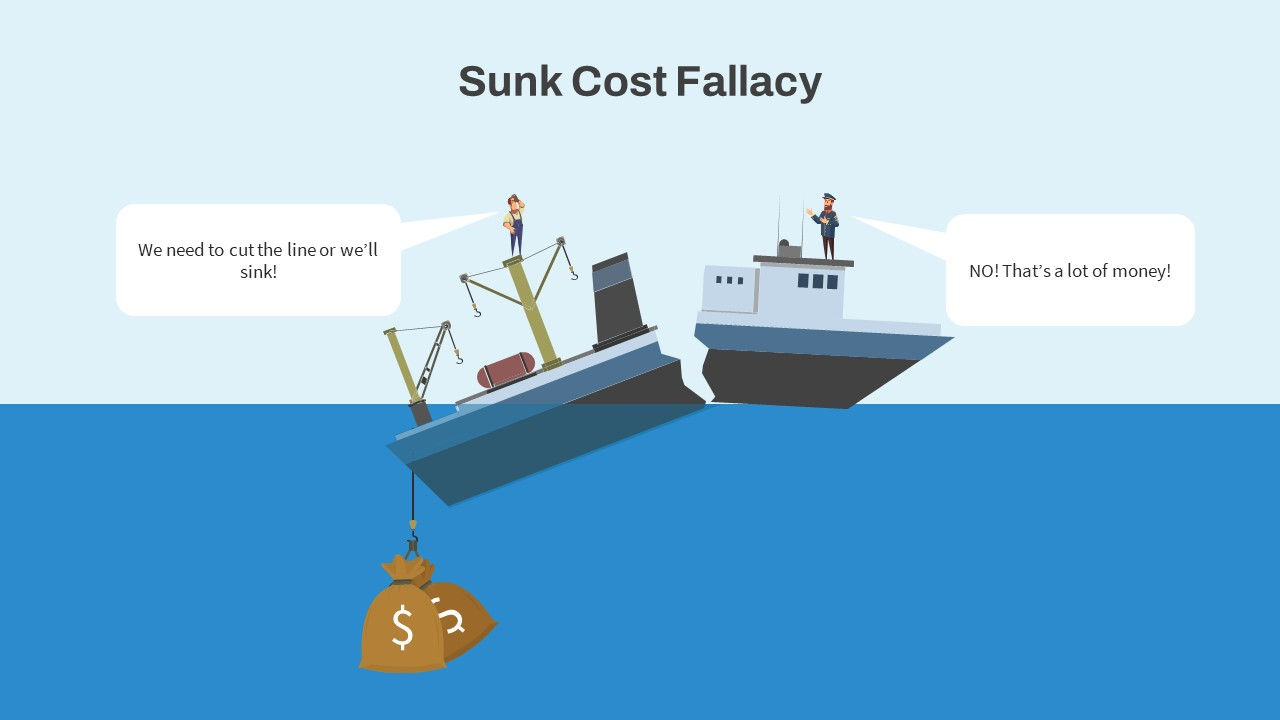 Sunk Cost Fallacy
We need to cut the line or we’ll
sink!
NO! That’s a lot of money!
$
$